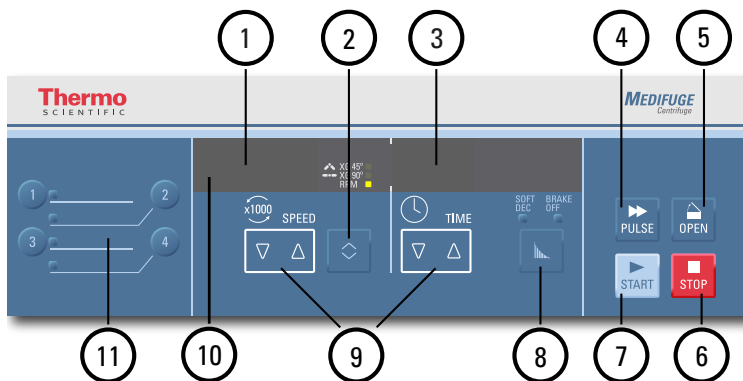 1 2 3 4 5
Thermo
SCIENTIFIC
MEDIFUGE
Centrifuge
XG 45°
XG 90°
RPM
1 2
3 4
x1000 SPEED
TIME
SOFT DEC
BRAKE OFF
PULSE OPEN
START STOP
11 10 9 8 7 6